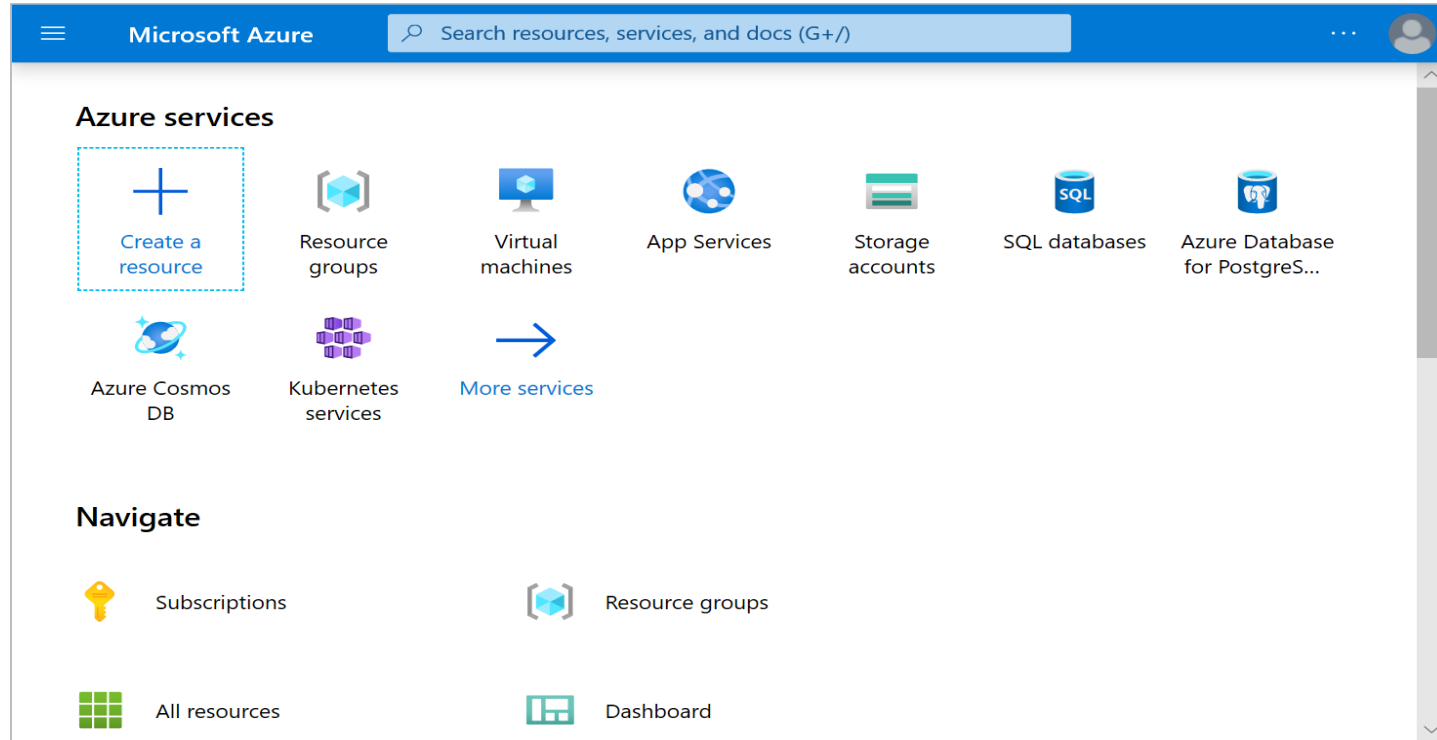 Microsoft Azure
Search resources, services, and docs (G+/)
...
Azure services
Create a
resource
Resource
groups
Virtual
machines
App Services
Storage
accounts
SQL
SQL databases
Azure Database
for PostgreS...
Azure Cosmos
DB
Kubernetes
services
More services
Navigate
Subscriptions
Resource groups
All resources
Dashboard